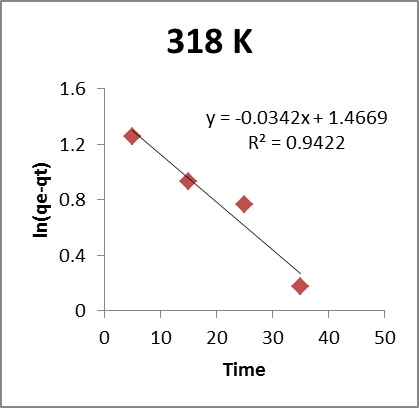 318 K
y = -0.0342x + 1.4669
R² = 0.9422
1.6
1.2
0.8
0.4
0
ln(qe-qt)
0 10 20 30 40 50
Time